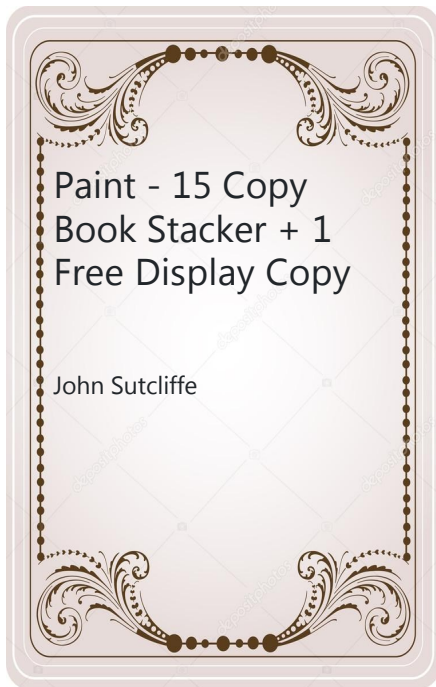 Paint - 15 Copy
Book Stacker + 1
Free Display Copy
John Sutcliffe